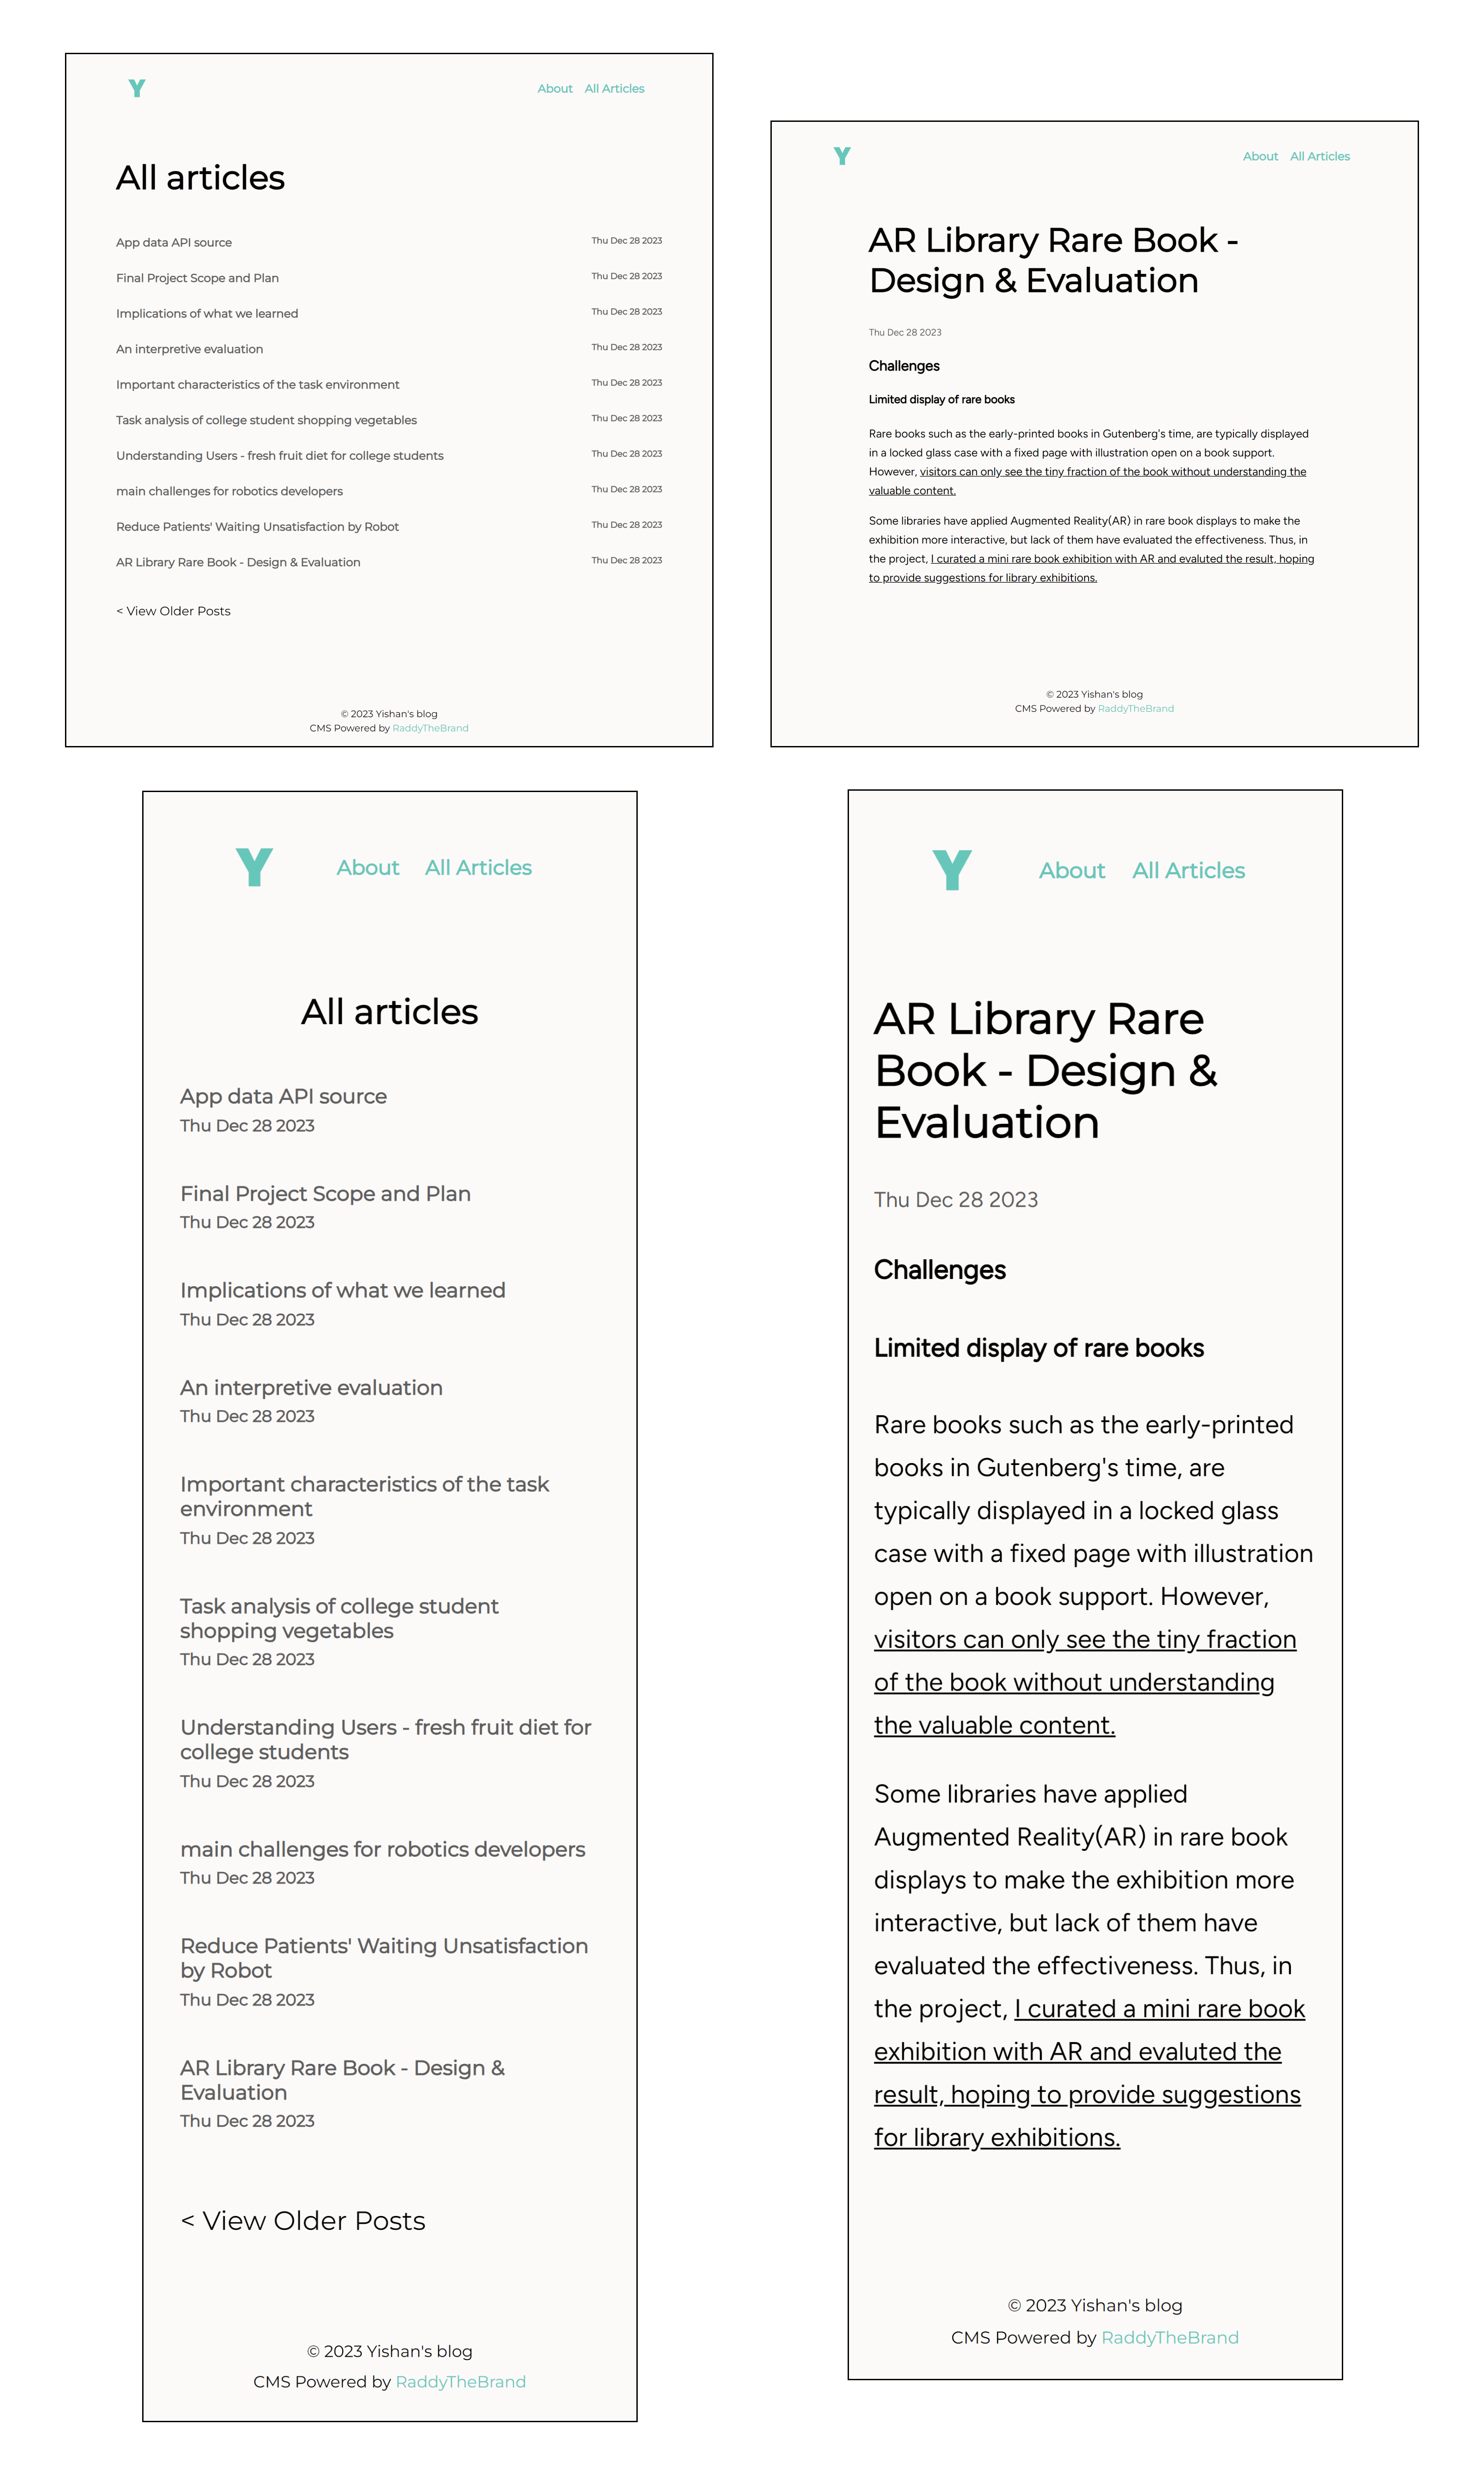 Y About All Articles
All articles
App data API source Thu Dec 28 2023
Final Project Scope and Plan Thu Dec 28 2023
Implications of what we learned Thu Dec 28 2023
An interpretive evaluation Thu Dec 28 2023
Important characteristics of the task environment Thu Dec 28 2023
Task analysis of college student shopping vegetables Thu Dec 28 2023
Understanding Users - fresh fruit diet for college students Thu Dec 28 2023
main challenges for robotics developers Thu Dec 28 2023
Reduce Patients' Waiting Unsatisfaction by Robot Thu Dec 28 2023
AR Library Rare Book - Design & Evaluation Thu Dec 28 2023
< View Older Posts
© 2023 Yishan's blog
CMS Powered by RaddyTheBrand
Y About All Articles
AR Library Rare Book -
Design & Evaluation
Thu Dec 28 2023
Challenges
Limited display of rare books
Rare books such as the early-printed books in Gutenberg's time, are typically displayed
in a locked glass case with a fixed page with illustration open on a book support.
However, visitors can only see the tiny fraction of the book without understanding the
valuable content.
Some libraries have applied Augmented Reality(AR) in rare book displays to make the
exhibition more interactive, but lack of them have evaluated the effectiveness. Thus, in
the project, I curated a mini rare book exhibition with AR and evaluted the result, hoping
to provide suggestions for library exhibitions.
© 2023 Yishan's blog
CMS Powered by RaddyTheBrand
Y About All Articles
All articles
App data API source
Thu Dec 28 2023
Final Project Scope and Plan
Thu Dec 28 2023
Implications of what we learned
Thu Dec 28 2023
An interpretive evaluation
Thu Dec 28 2023
Important characteristics of the task
environment
Thu Dec 28 2023
Task analysis of college student
shopping vegetables
Thu Dec 28 2023
Understanding Users - fresh fruit diet for
college students
Thu Dec 28 2023
main challenges for robotics developers
Thu Dec 28 2023
Reduce Patients' Waiting Unsatisfaction
by Robot
Thu Dec 28 2023
AR Library Rare Book - Design &
Evaluation
Thu Dec 28 2023
< View Older Posts
© 2023 Yishan's blog
CMS Powered by RaddyTheBrand
Y About All Articles
AR Library Rare
Book - Design &
Evaluation
Thu Dec 28 2023
Challenges
Limited display of rare books
Rare books such as the early-printed
books in Gutenberg's time, are
typically displayed in a locked glass
case with a fixed page with illustration
open on a book support. However,
visitors can only see the tiny fraction
of the book without understanding
the valuable content.
Some libraries have applied
Augmented Reality(AR) in rare book
displays to make the exhibition more
interactive, but lack of them have
evaluated the effectiveness. Thus, in
the project, I curated a mini rare book
exhibition with AR and evaluted the
result, hoping to provide suggestions
for library exhibitions.
© 2023 Yishan's blog
CMS Powered by RaddyTheBrand